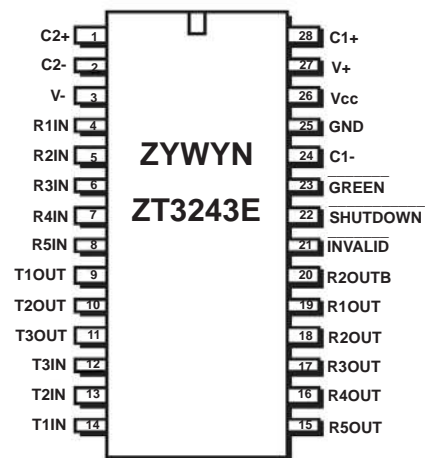 C2+ 1 28 C1+
C2- 2 27 V+
V- 3 26 Vcc
R1IN 4 25 GND
R2IN 5 ZYWYN 24 C1-
R3IN 6 23 GREEN
R4IN 7 ZT3243E 22 SHUTDOWN
R5IN 8 21 INVALID
T1OUT 9 20 R2OUTB
T2OUT 10 19 R1OUT
T3OUT 11 18 R2OUT
T3IN 12 17 R3OUT
T2IN 13 16 R4OUT
T1IN 14 15 R5OUT